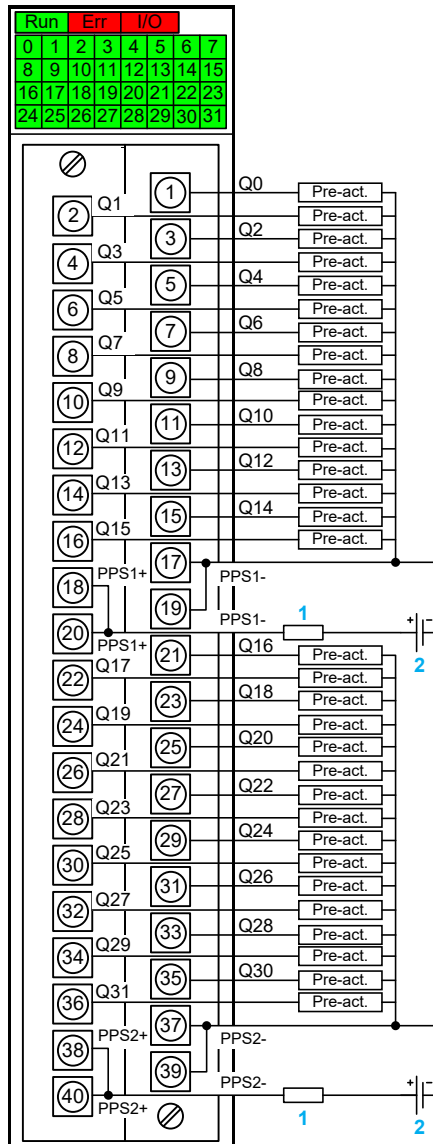 Run Err I/O
0 1 2 3 4 5 6 7
8 9 10 11 12 13 14 15
16 17 18 19 20 21 22 23
24 25 26 27 28 29 30 31
1 Q0 Pre-act.
2 Q1 Pre-act.
3 Q2 Pre-act.
4 Q3 Pre-act.
5 Q4 Pre-act.
6 Q5 Pre-act.
7 Q6 Pre-act.
8 Q7 Pre-act.
9 Q8 Pre-act.
10 Q9 Pre-act.
11 Q10 Pre-act.
12 Q11 Pre-act.
13 Q12 Pre-act.
14 Q13 Pre-act.
15 Q14 Pre-act.
16 Q15 Pre-act.
17 PPS1-
18 PPS1+
19 PPS1-
20 PPS1+ 1 + - 2
21 Q16 Pre-act.
22 Q17 Pre-act.
23 Q18 Pre-act.
24 Q19 Pre-act.
25 Q20 Pre-act.
26 Q21 Pre-act.
27 Q22 Pre-act.
28 Q23 Pre-act.
29 Q24 Pre-act.
30 Q25 Pre-act.
31 Q26 Pre-act.
32 Q27 Pre-act.
33 Q28 Pre-act.
34 Q29 Pre-act.
35 Q30 Pre-act.
36 Q31 Pre-act.
37 PPS2-
38 PPS2+
39 PPS2-
40 PPS2+ 1 + - 2